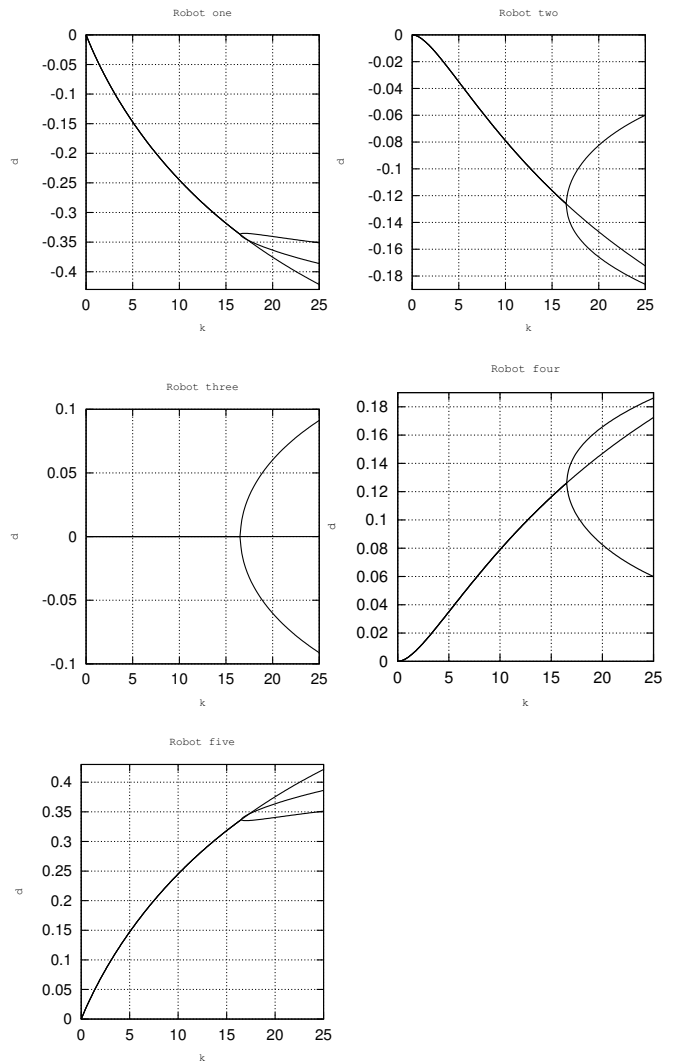 Robot one
0
-0.05
-0.1
-0.15
-0.2
-0.25
-0.3
-0.35
-0.4
d
0 5 10 15 20 25
k
Robot two
0
-0.02
-0.04
-0.06
-0.08
-0.1
-0.12
-0.14
-0.16
-0.18
d
0 5 10 15 20 25
k
Robot three
0.1
0.05
0
-0.05
-0.1
d
0 5 10 15 20 25
k
Robot four
0.18
0.16
0.14
0.12
0.1
0.08
0.06
0.04
0.02
0
d
0 5 10 15 20 25
k
Robot five
0.4
0.35
0.3
0.25
0.2
0.15
0.1
0.05
0
d
0 5 10 15 20 25
k